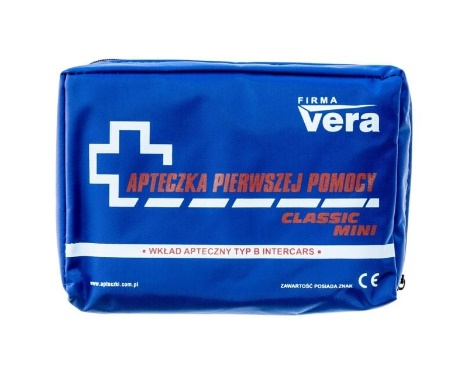 FIRMA
vera
APTECZKA PIERWSZEJ POMOCY
CLASSIC
MINI
• WKŁAD APTECZNY TYP B INTERCARS •
www.apteczki.com.pl
ZAWARTOŚĆ POSIADA ZNAK CE